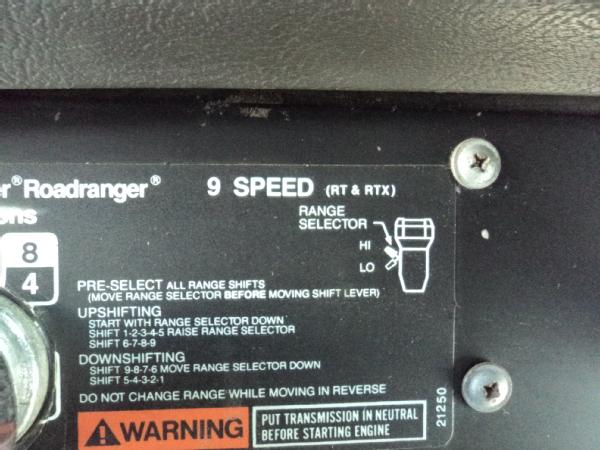 Roadranger® 9 SPEED (RT & RTX)
RANGE
SELECTOR
HI
LO
8
4
PRE-SELECT ALL RANGE SHIFTS
(MOVE RANGE SELECTOR BEFORE MOVING SHIFT LEVER)
UPSHIFTING
START WITH RANGE SELECTOR DOWN
SHIFT 1-2-3-4-5 RAISE RANGE SELECTOR
SHIFT 6-7-8-9
DOWNSHIFTING
SHIFT 9-8-7-6 MOVE RANGE SELECTOR DOWN
SHIFT 5-4-3-2-1
DO NOT CHANGE RANGE WHILE MOVING IN REVERSE
WARNING
PUT TRANSMISSION IN NEUTRAL
BEFORE STARTING ENGINE
21250